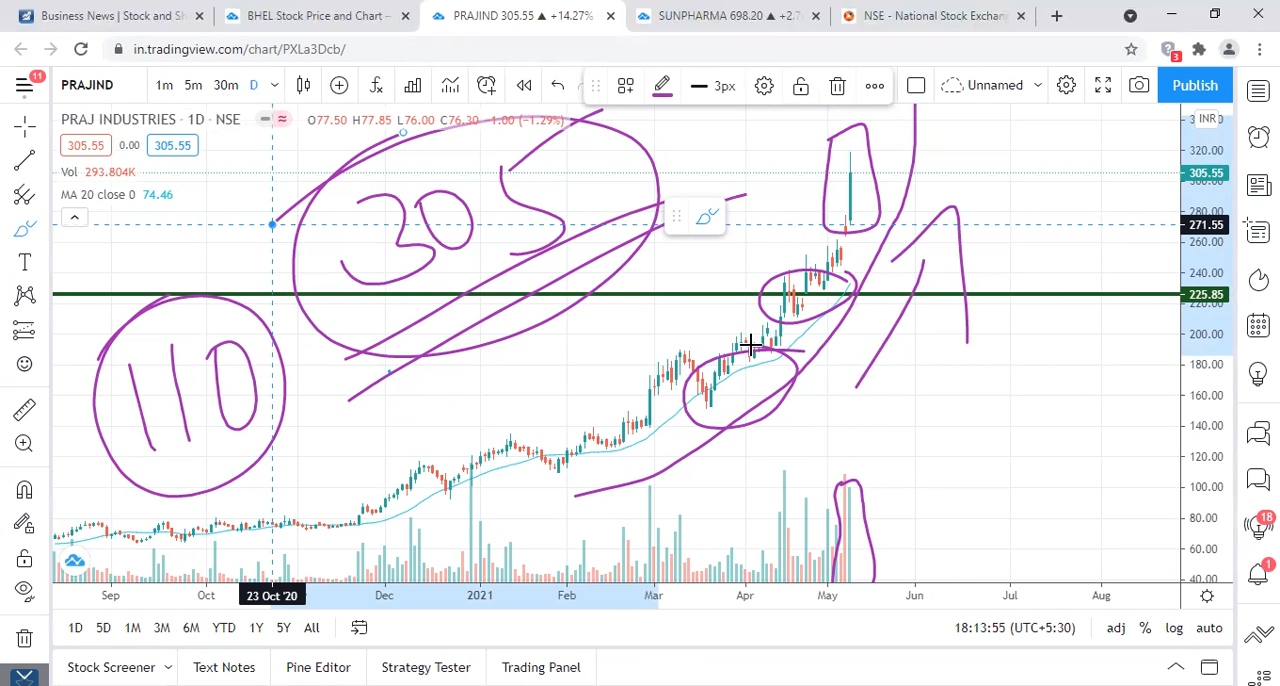 Business News | Stock and Sh
BHEL Stock Price and Chart –
PRAJIND 305.55 ▲ +14.27%
SUNPHARMA 698.20 ▲ +2.7
NSE - National Stock Exchan
in.tradingview.com/chart/PXLa3Dcb/
3
11
PRAJIND
1m 5m 30m D
3px
Unnamed
Publish
PRAJ INDUSTRIES · 1D · NSE
O77.50 H77.85 L76.00 C76.30 -1.00 (-1.29%)
INR
305.55 0.00 305.55
Vol 293.804K
MA 20 close 0 74.46
305
110
320.00
305.55
280.00
271.55
260.00
240.00
225.85
220.00
200.00
180.00
160.00
140.00
120.00
100.00
80.00
60.00
40.00
18
1
Sep Oct 23 Oct '20 Dec 2021 Feb Mar Apr May Jun Jul Aug
1D 5D 1M 3M 6M YTD 1Y 5Y All
18:13:55 (UTC+5:30) adj % log auto
Stock Screener Text Notes Pine Editor Strategy Tester Trading Panel